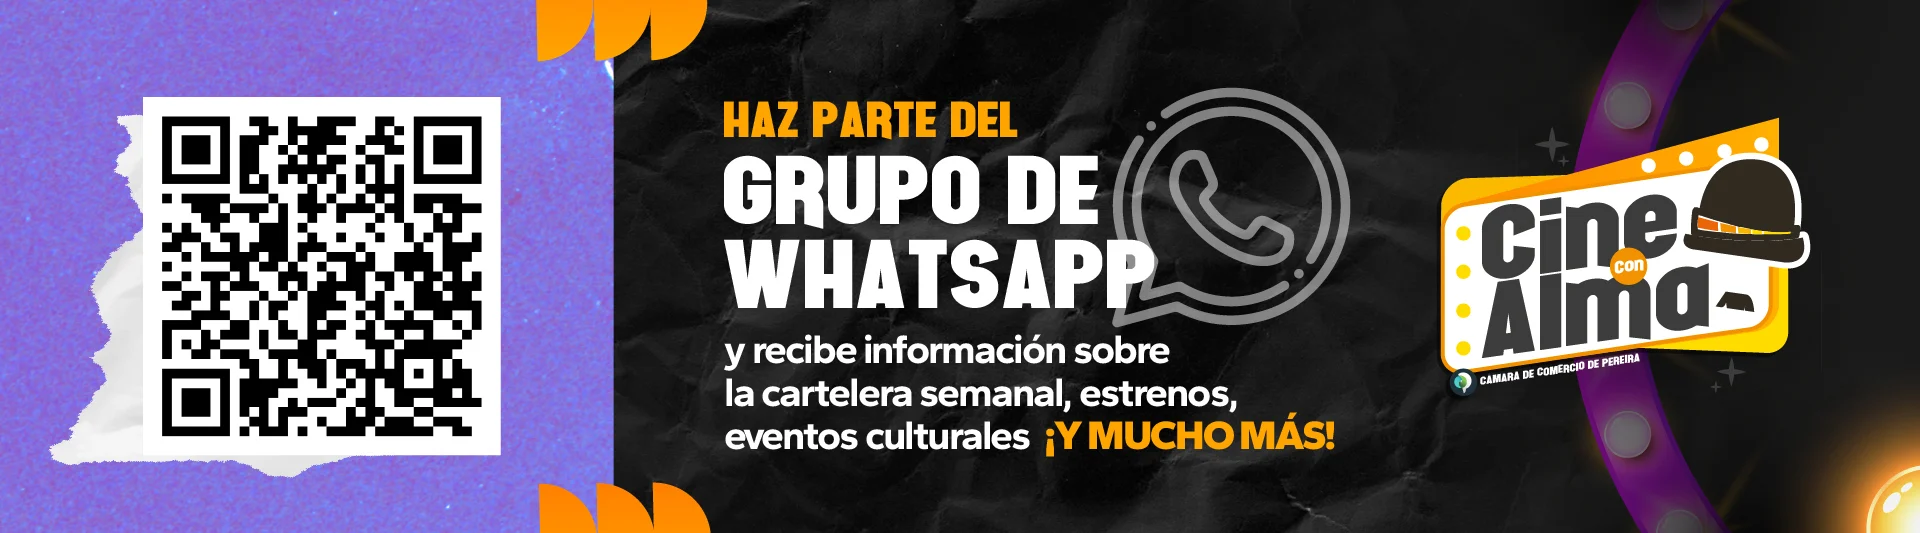 HAZ PARTE DEL
GRUPO DE
WHATSAPP
y recibe información sobre
la cartelera semanal, estrenos,
eventos culturales ¡Y MUCHO MÁS!
Cine
con
Alma
CAMARA DE COMERCIO DE PEREIRA